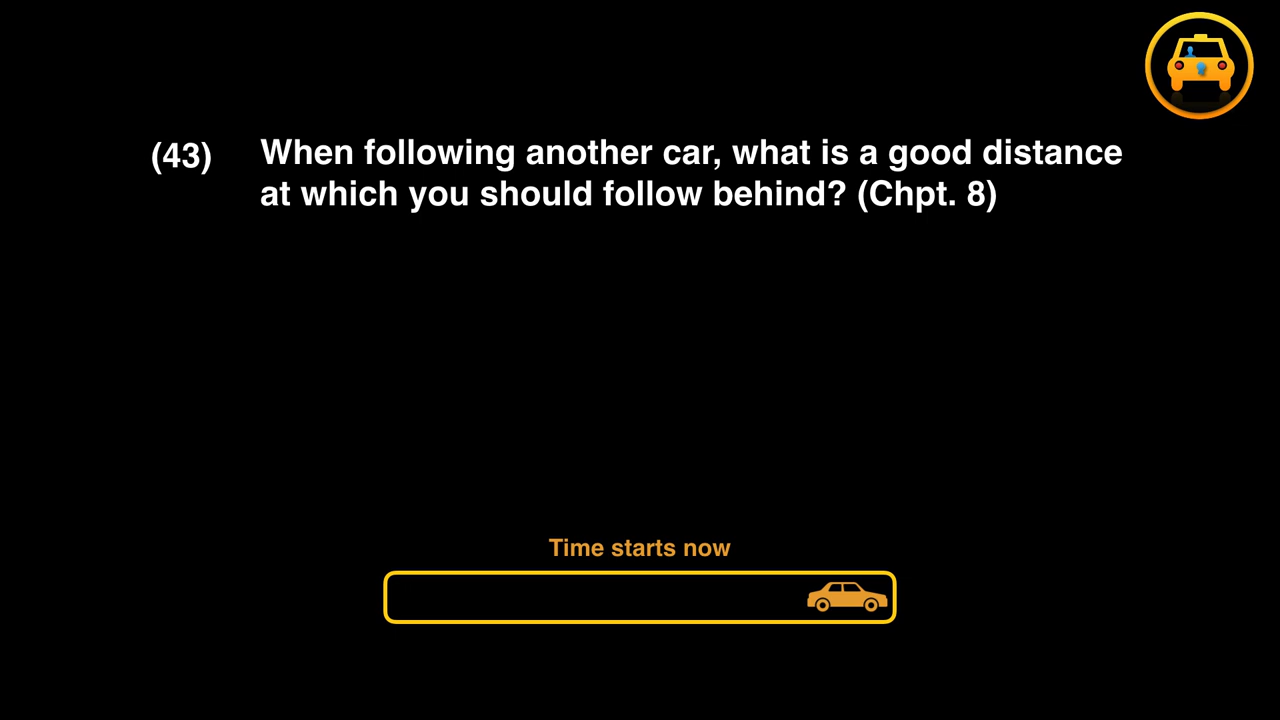 (43) When following another car, what is a good distance
at which you should follow behind? (Chpt. 8)
Time starts now